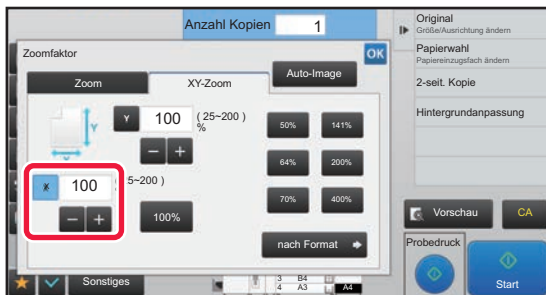 Anzahl Kopien 1
Original
Größe/Ausrichtung ändern
Papierwahl
Papiereinzugsfach ändern
2-seit. Kopie
Hintergrundanpassung
Zoomfaktor
OK
Zoom
XY-Zoom
Auto-Image
Y
Y 100 ( 25~200 )
%
50% 141%
64% 200%
X 100 5~200 )
70% 400%
100%
nach Format
Vorschau
CA
Probedruck
Start
Sonstiges
3 B4
4 A3
A4